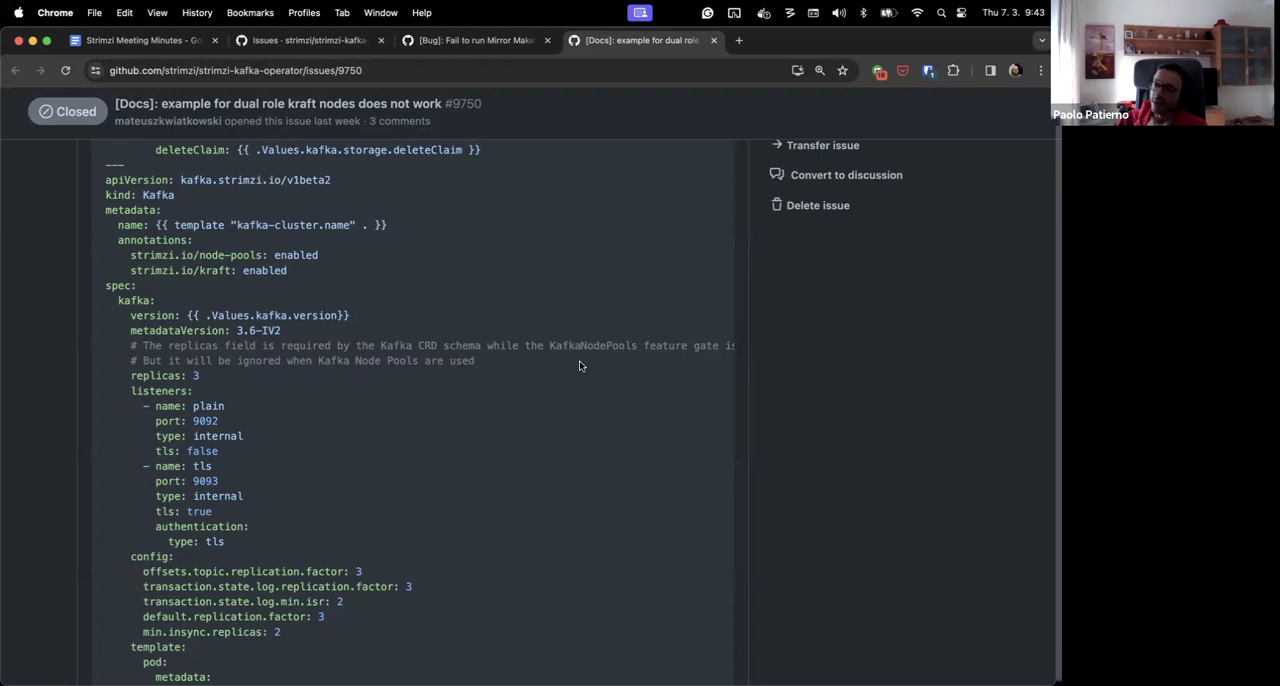 Chrome File Edit View History Bookmarks Profiles Tab Window Help Thu 7. 3. 9:43
Strimzi Meeting Minutes - Go Issues · strimzi/strimzi-kafka- [Bug]: Fail to run Mirror Make [Docs]: example for dual role
github.com/strimzi/strimzi-kafka-operator/issues/9750
Paolo Patierno
Closed [Docs]: example for dual role kraft nodes does not work #9750
mateuszkwiatkowski opened this issue last week · 3 comments
deleteClaim: {{ .Values.kafka.storage.deleteClaim }}
---
apiVersion: kafka.strimzi.io/v1beta2
kind: Kafka
metadata:
name: {{ template "kafka-cluster.name" . }}
annotations:
strimzi.io/node-pools: enabled
strimzi.io/kraft: enabled
spec:
kafka:
version: {{ .Values.kafka.version}}
metadataVersion: 3.6-IV2
# The replicas field is required by the Kafka CRD schema while the KafkaNodePools feature gate is
# But it will be ignored when Kafka Node Pools are used
replicas: 3
listeners:
- name: plain
port: 9092
type: internal
tls: false
- name: tls
port: 9093
type: internal
tls: true
authentication:
type: tls
config:
offsets.topic.replication.factor: 3
transaction.state.log.replication.factor: 3
transaction.state.log.min.isr: 2
default.replication.factor: 3
min.insync.replicas: 2
template:
pod:
metadata:
Transfer issue
Convert to discussion
Delete issue